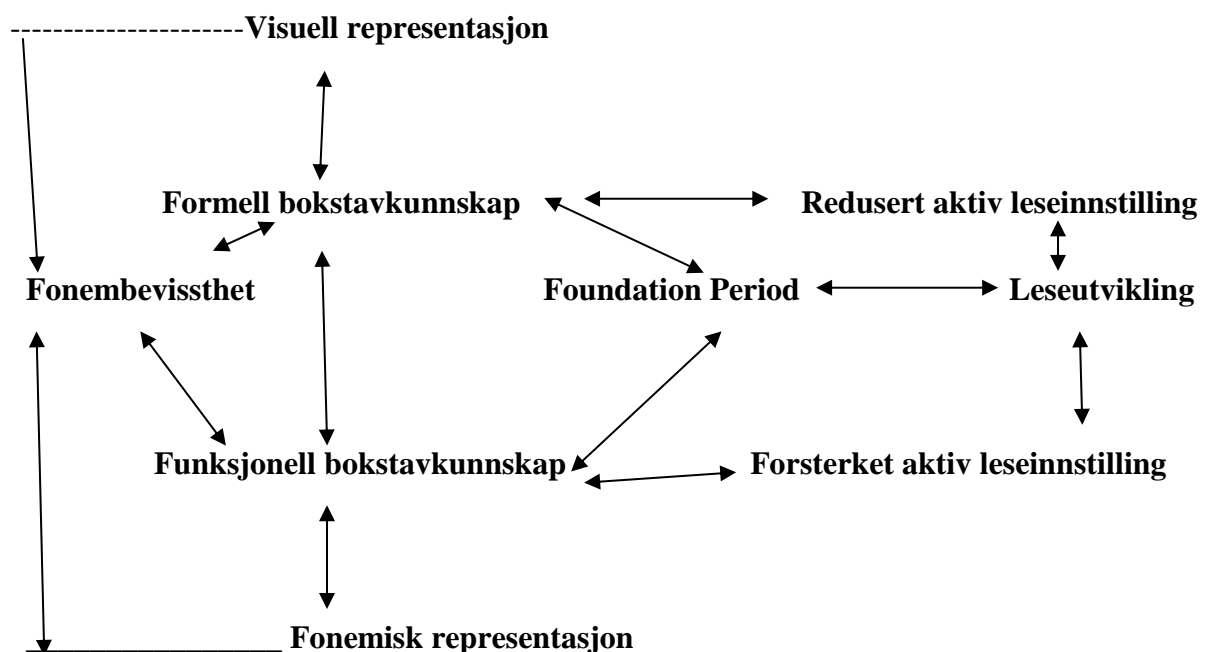 Visuell representasjon
Formell bokstavkunnskap Redusert aktiv leseinnstilling
Fonembevissthet Foundation Period Leseutvikling
Funksjonell bokstavkunnskap Forsterket aktiv leseinnstilling
Fonemisk representasjon